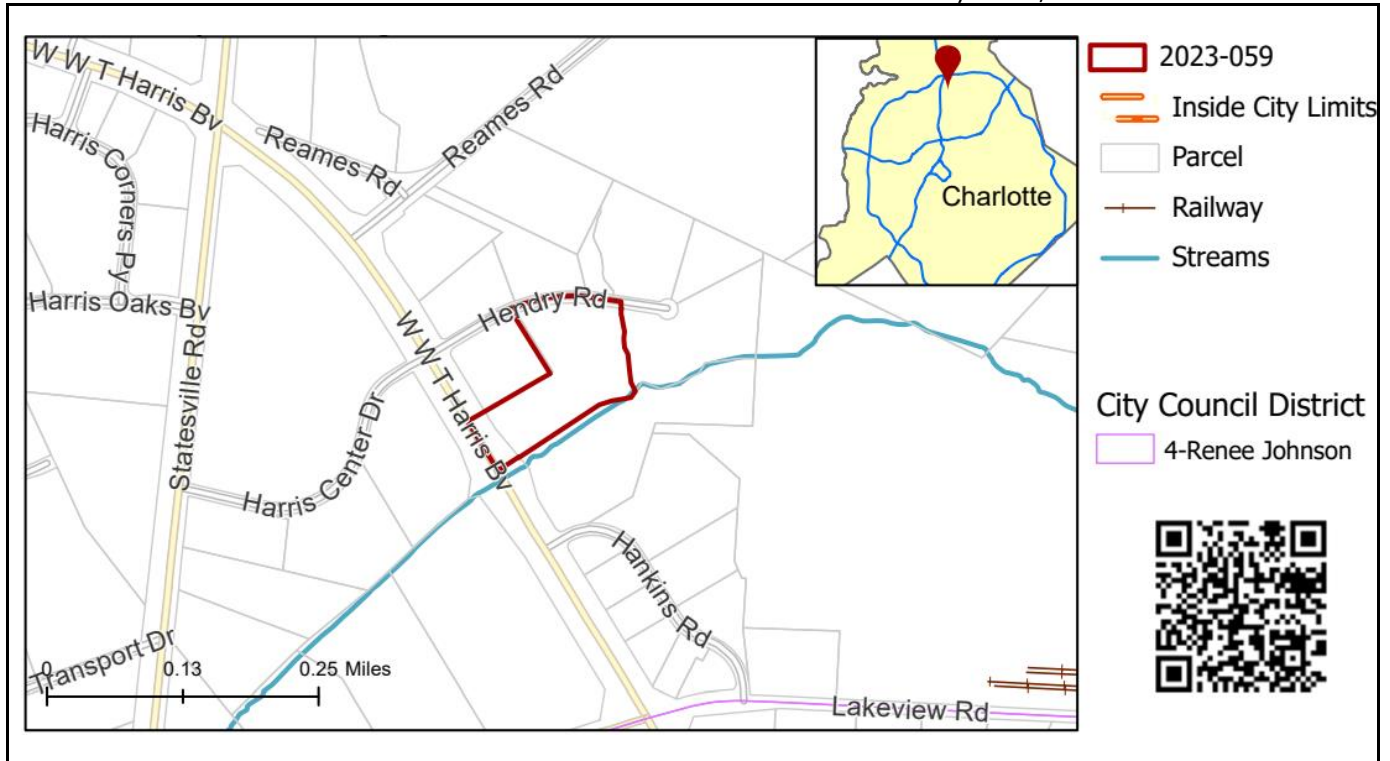 W W T Harris Bv
Reames Rd
Reames Rd
Harris Corners Py
Harris Oaks Bv
Statesville Rd
Hendry Rd
W W T Harris Bv
W W T Harris Bv
Harris Center Dr
Hankins Rd
Transport Dr
Lakeview Rd
0
0.13
0.25 Miles
Charlotte
2023-059
Inside City Limits
Parcel
Railway
Streams
City Council District
4-Renee Johnson